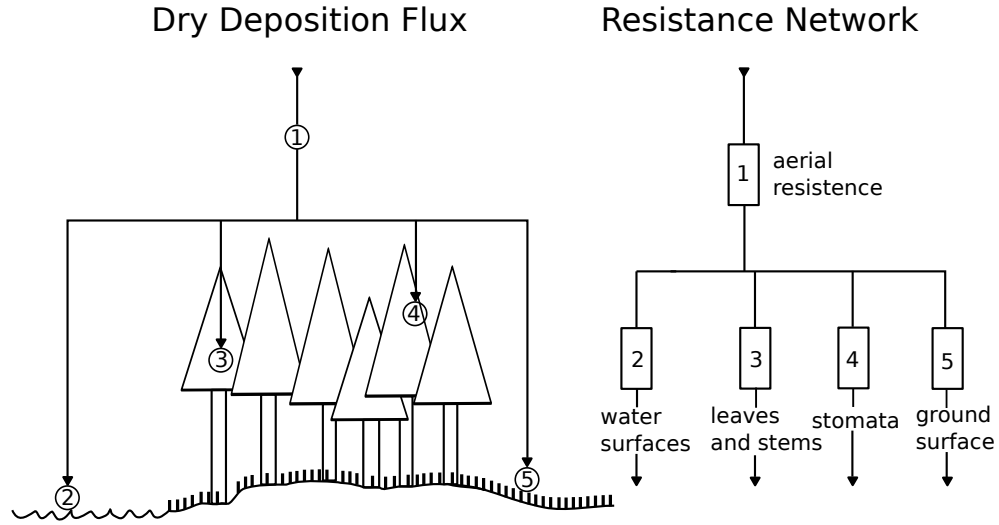 Dry Deposition Flux
Resistance Network
1
2
3
4
5
1
aerial
resistence
2
3
4
5
water
surfaces
leaves
and stems
stomata
ground
surface